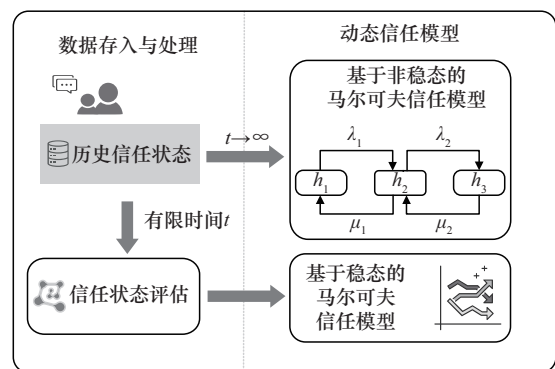 数据存入与处理
动态信任模型
历史信任状态
t→∞
有限时间t
信任状态评估
基于非稳态的
马尔可夫信任模型
λ₁ λ₂
h₁ h₂ h₃
μ₁ μ₂
基于稳态的
马尔可夫
信任模型